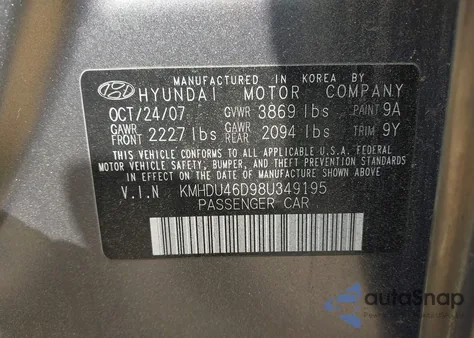 MANUFACTURED IN KOREA BY
HYUNDAI MOTOR COMPANY
OCT/24/07 GVWR 3869 lbs PAINT 9A
GAWR FRONT 2227 lbs GAWR REAR 2094 lbs TRIM 9Y
THIS VEHICLE CONFORMS TO ALL APPLICABLE U.S.A. FEDERAL
MOTOR VEHICLE SAFETY, BUMPER, AND THEFT PREVENTION STANDARDS
IN EFFECT ON THE DATE OF MANUFACTURE SHOWN ABOVE.
V.I.N KMHDU46D98U349195
PASSENGER CAR
autoSnap